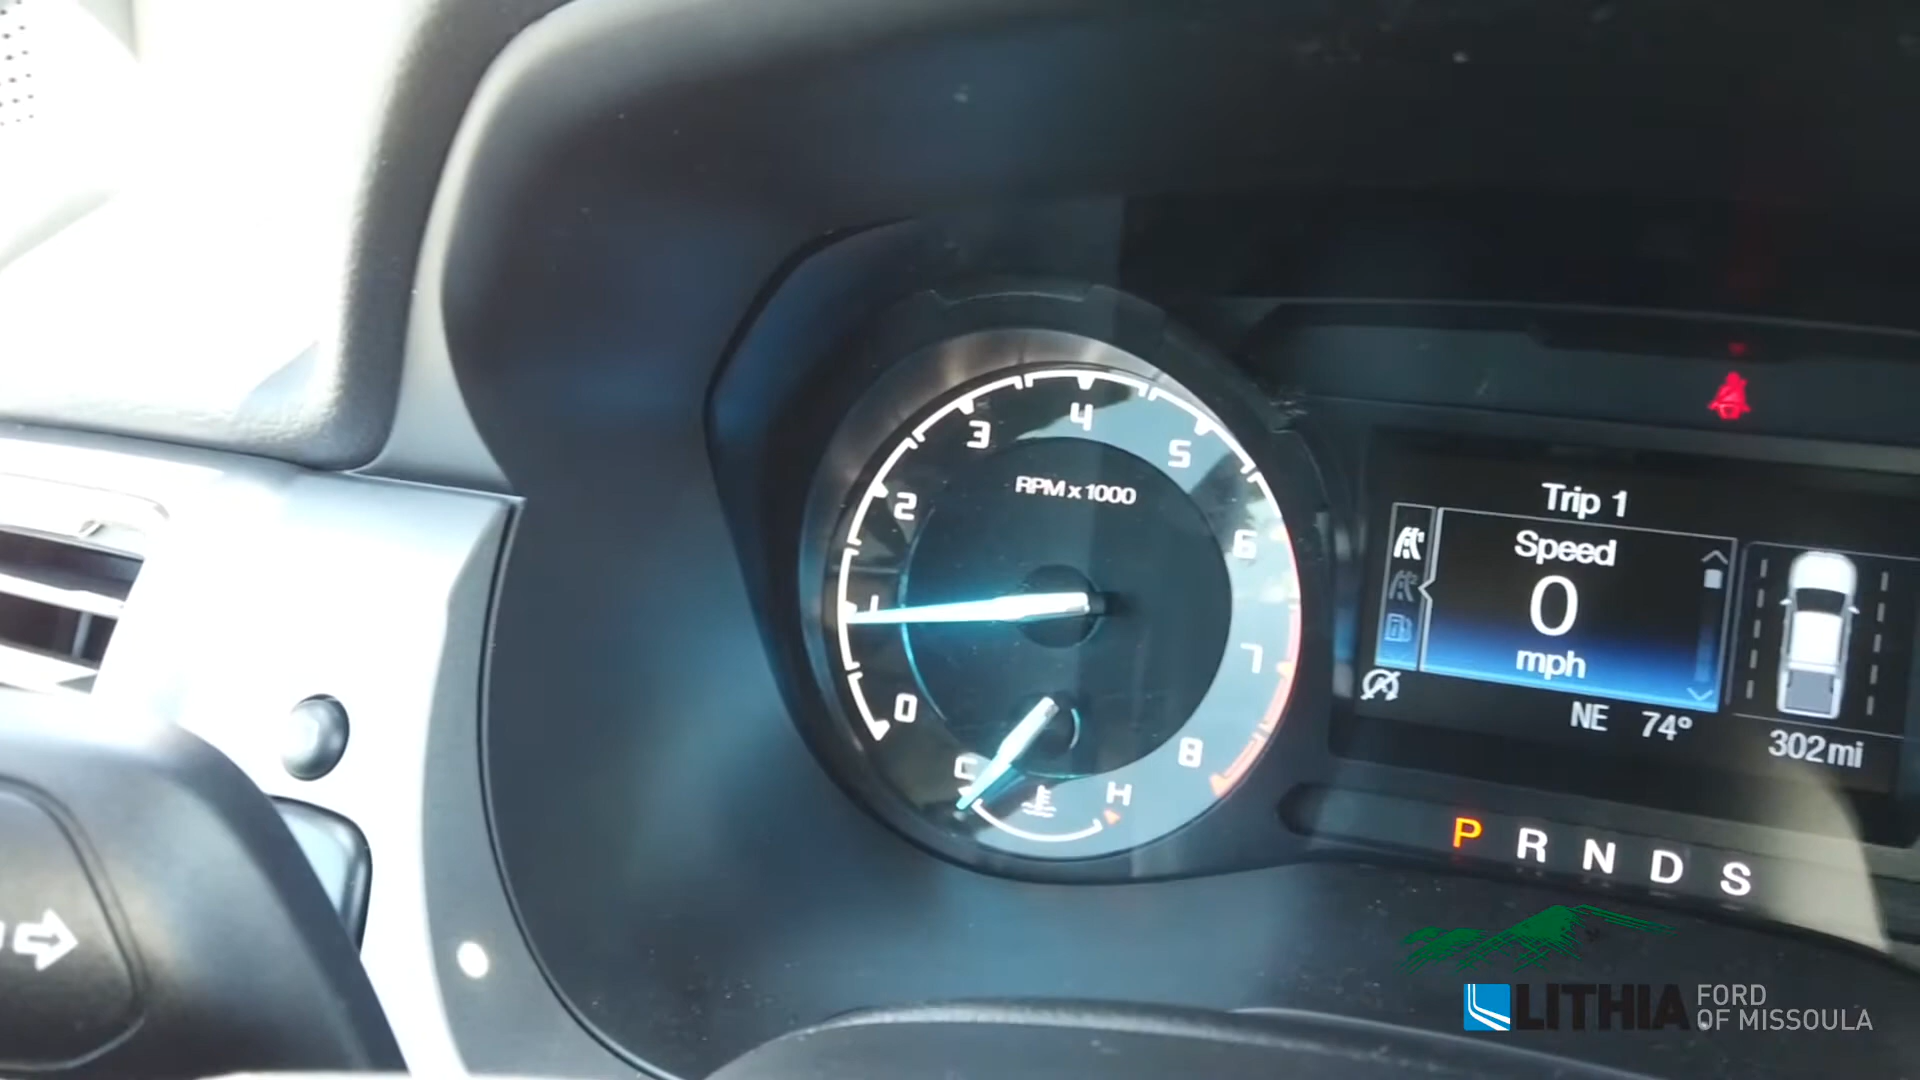 4
3
5
RPM x 1000
2
6
1
7
0
8
C
H
Trip 1
Speed
0
mph
NE 74°
302mi
P R N D S
LITHIA FORD
OF MISSOULA